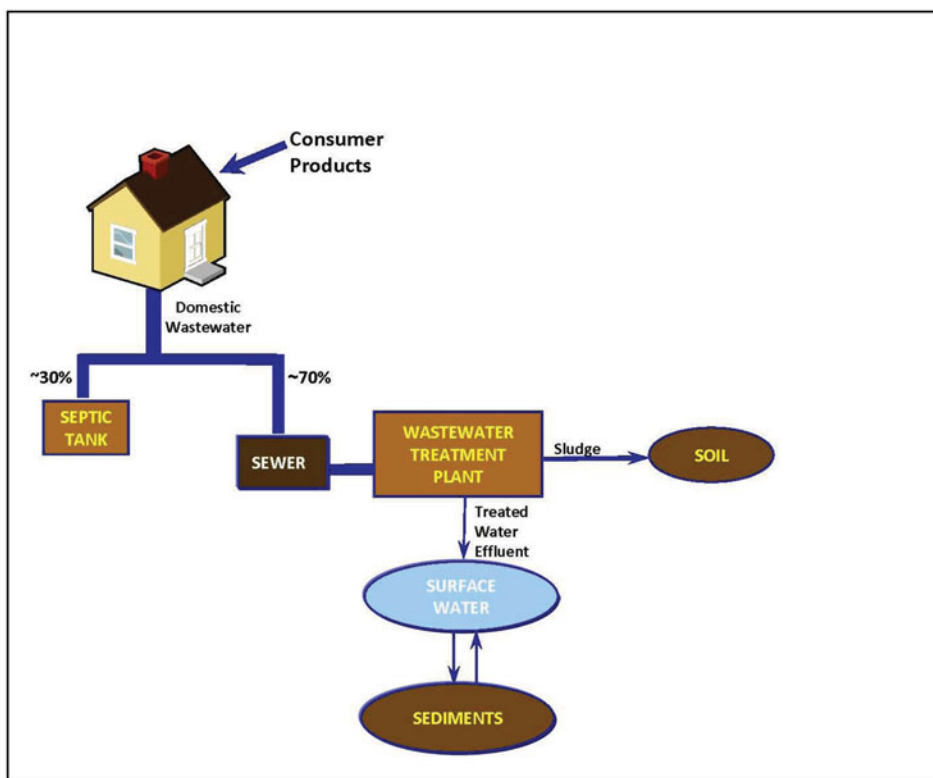 Consumer
Products
Domestic
Wastewater
~30%
~70%
SEPTIC
TANK
SEWER
WASTEWATER
TREATMENT
PLANT
Sludge
SOIL
Treated
Water
Effluent
SURFACE
WATER
SEDIMENTS